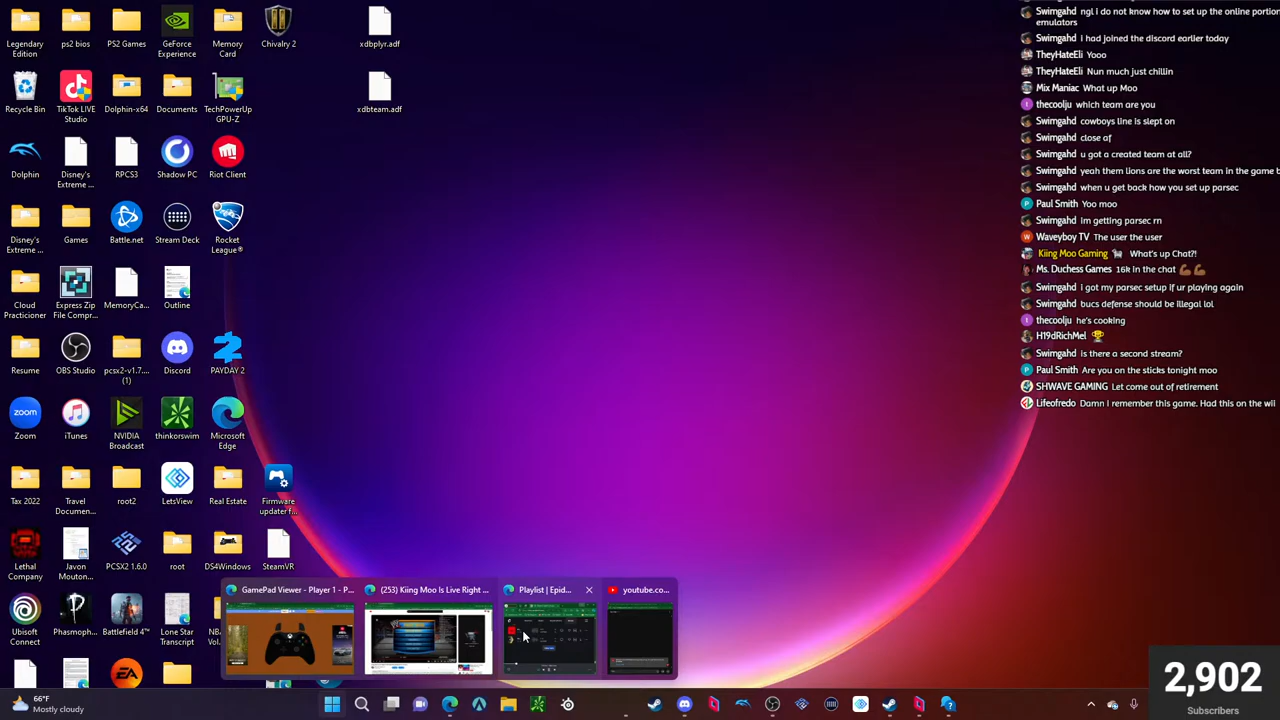 Legendary Edition
ps2 bios
PS2 Games
GeForce Experience
Memory Card
Chivalry 2
xdbplyr.adf
Recycle Bin
TikTok LIVE Studio
Dolphin-x64
Documents
TechPowerUp GPU-Z
xdbteam.adf
Dolphin
Disney's Extreme ...
RPCS3
Shadow PC
Riot Client
Disney's Extreme ...
Games
Battle.net
Stream Deck
Rocket League®
Cloud Practicioner
Express Zip File Compr...
MemoryCa...
Outline
Resume
OBS Studio
pcsx2-v1.7.... (1)
Discord
PAYDAY 2
zoom
Zoom
iTunes
NVIDIA Broadcast
thinkorswim
Microsoft Edge
Tax 2022
Travel Documen...
root2
LetsView
Real Estate
Firmware updater f...
Lethal Company
Javon Mouton...
PCSX2 1.6.0
root
DS4Windows
SteamVR
Ubisoft Connect
Phasmoph...
Battlefield 4™
Lone Star Transcript
EA
GamePad Viewer - Player 1 - P...
(253) Kiing Moo Is Live Right ...
Playlist | Epid...
youtube.co...
Swimgahd ngl i do not know how to set up the online portion
emulators
Swimgahd i had joined the discord earlier today
TheyHateEli Yooo
TheyHateEli Nun much just chillin
Mix Maniac What up Moo
thecoolju which team are you
Swimgahd cowboys line is slept on
Swimgahd close af
Swimgahd u got a created team at all?
Swimgahd yeah them lions are the worst team in the game b
Swimgahd when u get back how you set up parsec
P Paul Smith Yoo moo
Swimgahd im getting parsec rn
W Waveyboy TV The user the user
Kiing Moo Gaming 🐘 What's up Chat?!
Ms. Duchess Games 16k in the chat 💪🏾💪🏾
Swimgahd i got my parsec setup if ur playing again
Swimgahd bucs defense should be illegal lol
thecoolju he's cooking
H19dRichMel 🏆
Swimgahd is there a second stream?
P Paul Smith Are you on the sticks tonight moo
SHWAVE GAMING Let come out of retirement
Lifeofredo Damn I remember this game. Had this on the wii
2,902
Subscribers
66°F
Mostly cloudy